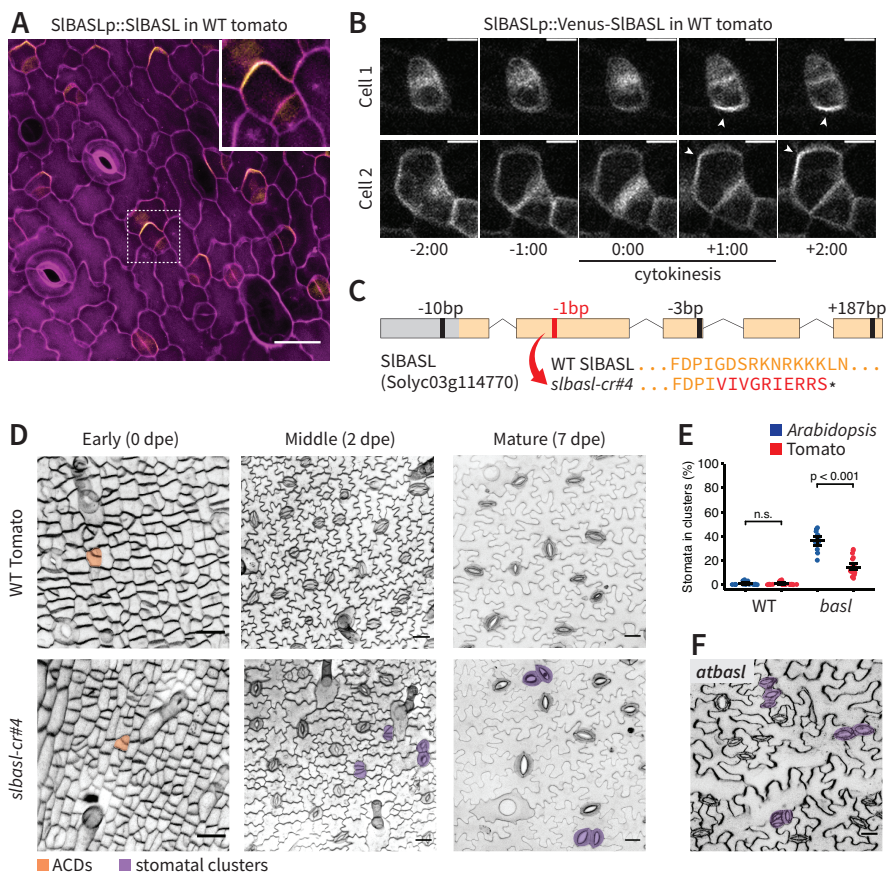 A
SlBASLp::SlBASL in WT tomato
B
SlBASLp::Venus-SlBASL in WT tomato
Cell 1
Cell 2
-2:00
-1:00
0:00
+1:00
+2:00
cytokinesis
C
-10bp
-1bp
-3bp
+187bp
SlBASL
(Solyc03g114770)
WT SlBASL ...FDPIGDSRKNRKKKLN...
slbasl-cr#4 ...FDPIVIVGRIERRS*
D
Early (0 dpe)
Middle (2 dpe)
Mature (7 dpe)
WT Tomato
slbasl-cr#4
ACDs
stomatal clusters
E
Arabidopsis
Tomato
Stomata in clusters (%)
100
80
60
40
20
0
n.s.
p < 0.001
WT
basl
F
atbasl